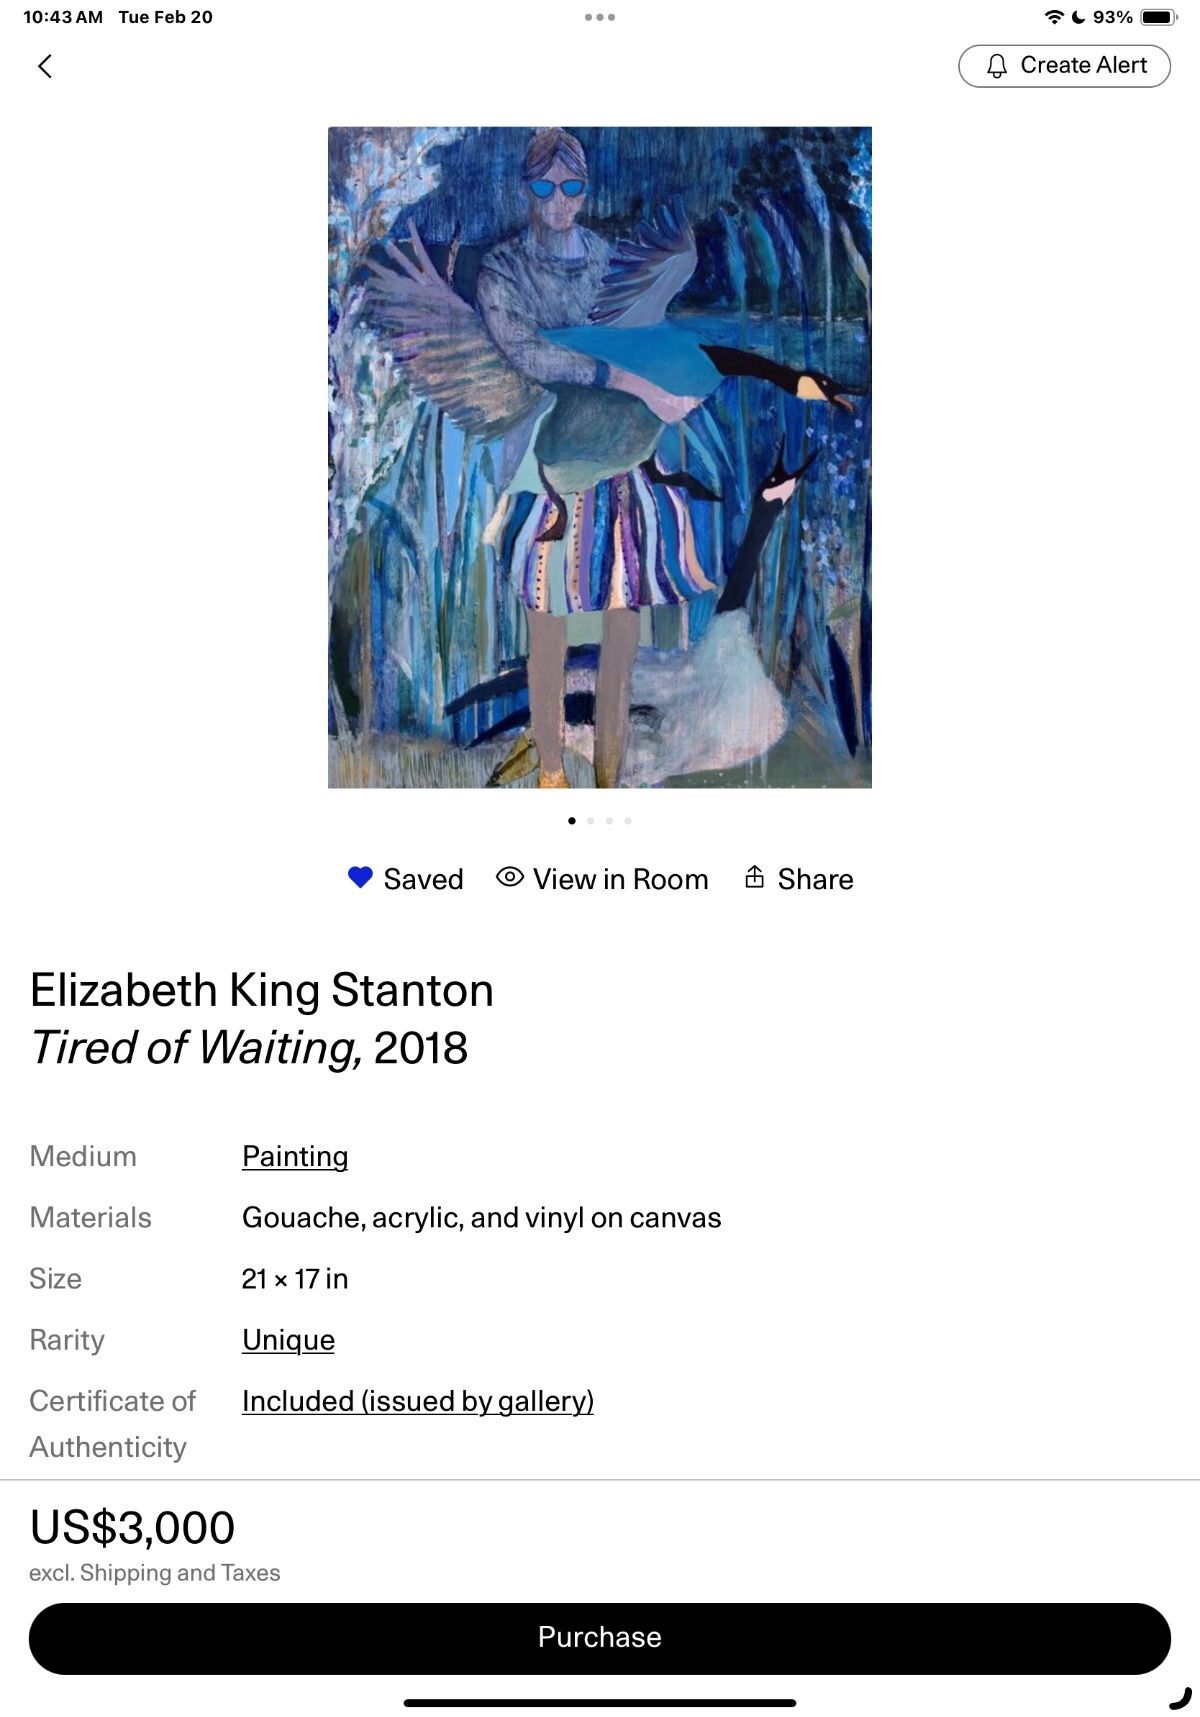 10:43 AM Tue Feb 20
93%
Create Alert
Saved View in Room Share
Elizabeth King Stanton
Tired of Waiting, 2018
Medium Painting
Materials Gouache, acrylic, and vinyl on canvas
Size 21 × 17 in
Rarity Unique
Certificate of Included (issued by gallery)
Authenticity
US$3,000
excl. Shipping and Taxes
Purchase